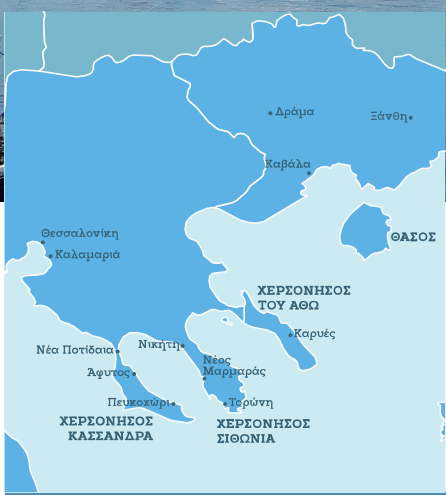 Δράμα
Ξάνθη
Καβάλα
Θεσσαλονίκη
ΘΑΣΟΣ
Καλαμαριά
ΧΕΡΣΟΝΗΣΟΣ
ΤΟΥ ΑΘΩ
Καρυές
Νικήτη
Νέα Ποτίδαια
Νέος
Μαρμαράς
Άφυτος
Πευκοχώρι
Τορώνη
ΧΕΡΣΟΝΗΣΟΣ
ΚΑΣΣΑΝΔΡΑ
ΧΕΡΣΟΝΗΣΟΣ
ΣΙΘΩΝΙΑ